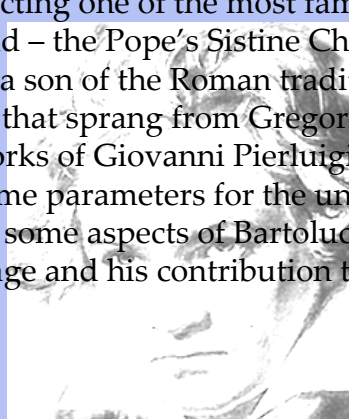 cting one of the most fam
d – the Pope's Sistine Ch
a son of the Roman tradi
that sprang from Gregor
orks of Giovanni Pierluigi
me parameters for the un
some aspects of Bartoluc
age and his contribution t